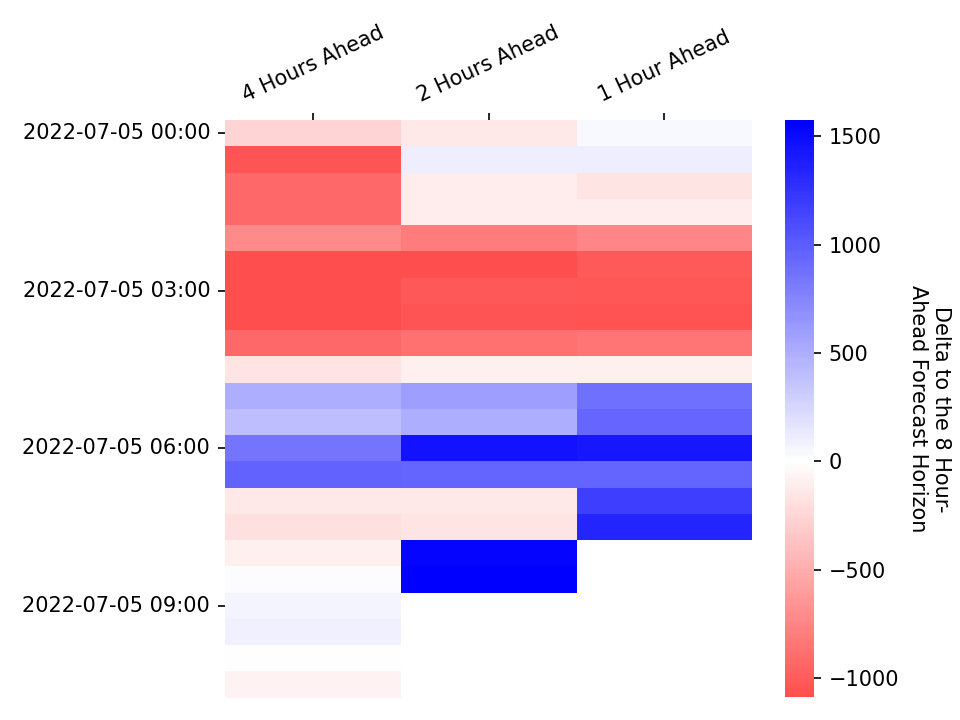 4 Hours Ahead
2 Hours Ahead
1 Hour Ahead
2022-07-05 00:00
2022-07-05 03:00
2022-07-05 06:00
2022-07-05 09:00
1500
1000
500
0
−500
−1000
Delta to the 8 Hour-
Ahead Forecast Horizon